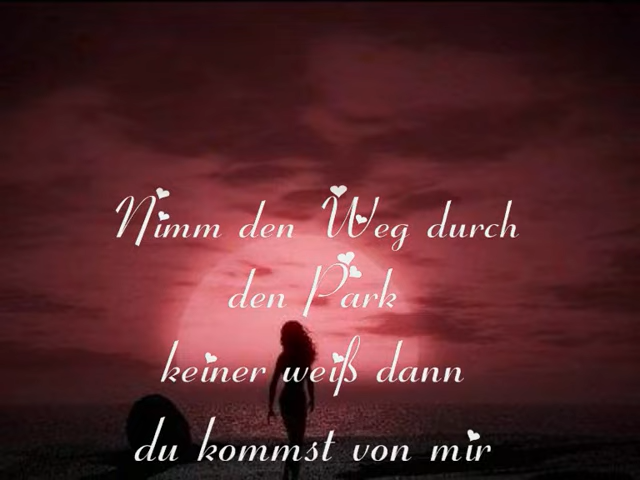 Nimm den Weg durch
den Park
keiner weiß dann
du kommst von mir